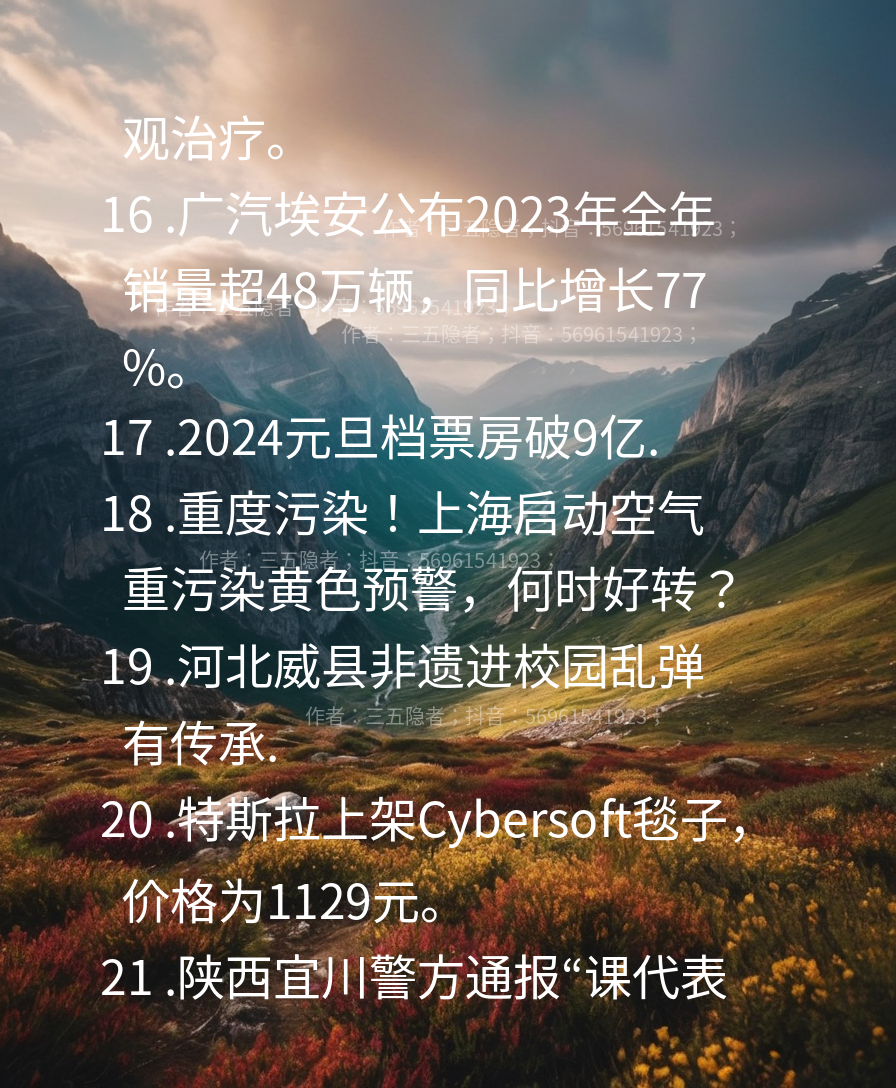 观治疗。
16 .广汽埃安公布2023年全年
作者：三五隐者；抖音：56961541923；
销量超48万辆，同比增长77
作者：三五隐者；抖音：56961541923；
作者：三五隐者；抖音：56961541923；
%。
17 .2024元旦档票房破9亿.
18 .重度污染！上海启动空气
作者：三五隐者；抖音：56961541923；
重污染黄色预警，何时好转？
19 .河北威县非遗进校园乱弹
作者：三五隐者；抖音：56961541923；
有传承.
20 .特斯拉上架Cybersoft毯子，
价格为1129元。
21 .陕西宜川警方通报“课代表